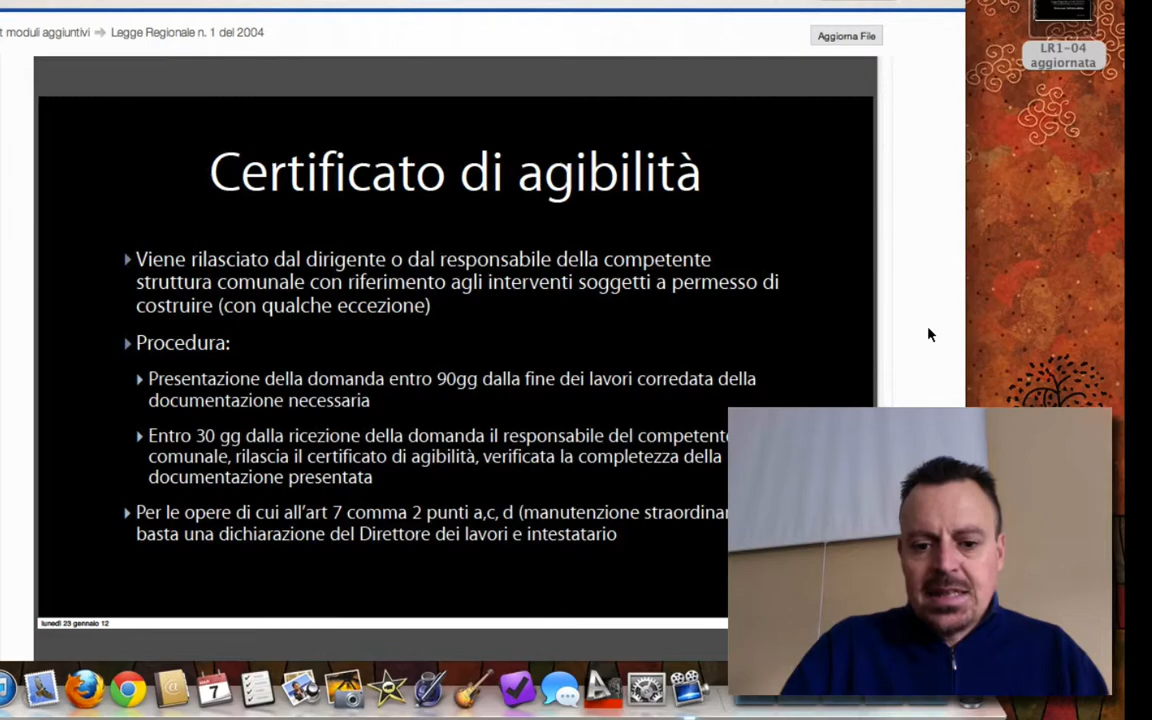 t moduli aggiuntivi → Legge Regionale n. 1 del 2004
Aggiorna File
LR1-04
aggiornata
Certificato di agibilità
Viene rilasciato dal dirigente o dal responsabile della competente
struttura comunale con riferimento agli interventi soggetti a permesso di
costruire (con qualche eccezione)
Procedura:
Presentazione della domanda entro 90gg dalla fine dei lavori corredata della
documentazione necessaria
Entro 30 gg dalla ricezione della domanda il responsabile del competente
comunale, rilascia il certificato di agibilità, verificata la completezza della
documentazione presentata
Per le opere di cui all'art 7 comma 2 punti a,c, d (manutenzione straordinar
basta una dichiarazione del Direttore dei lavori e intestatario
lunedì 23 gennaio 12
7